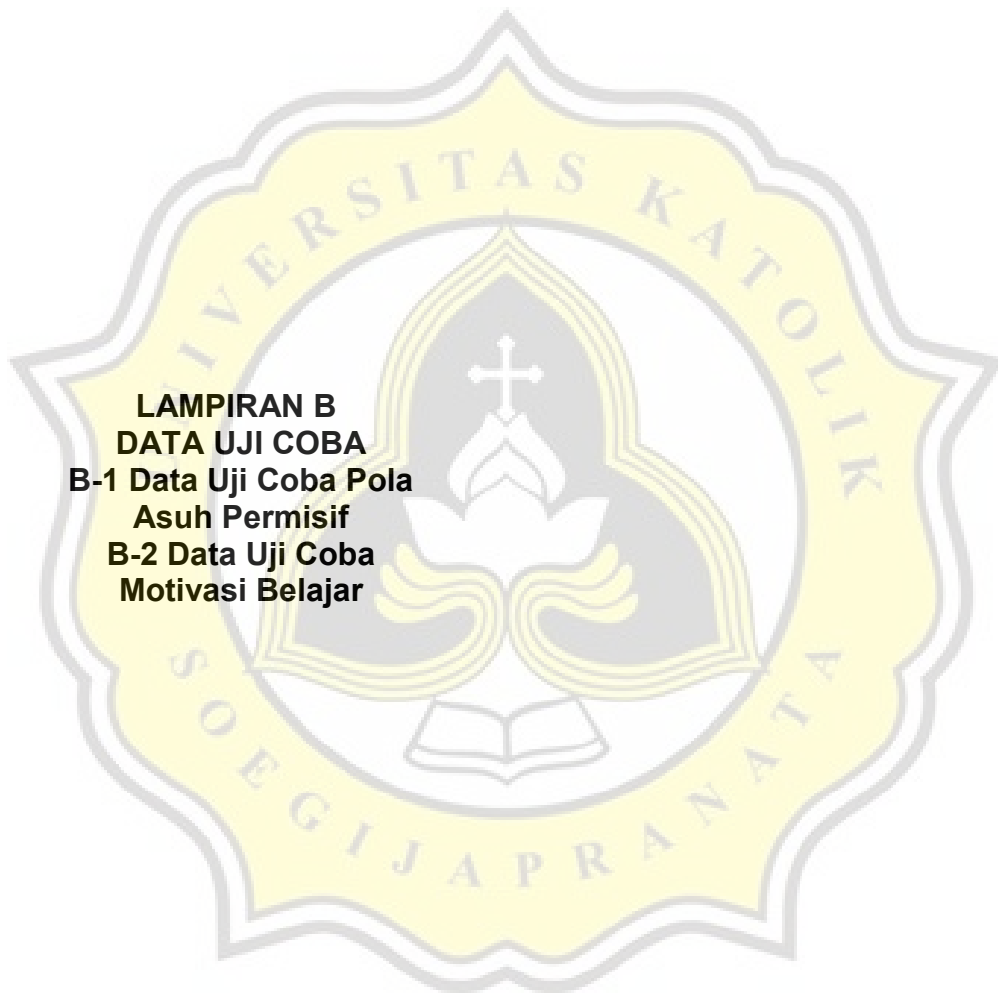 UNIVERSITAS KATOLIK
LAMPIRAN B
DATA UJI COBA
B-1 Data Uji Coba Pola
Asuh Permisif
B-2 Data Uji Coba
Motivasi Belajar
SOEGIJAPRANATA